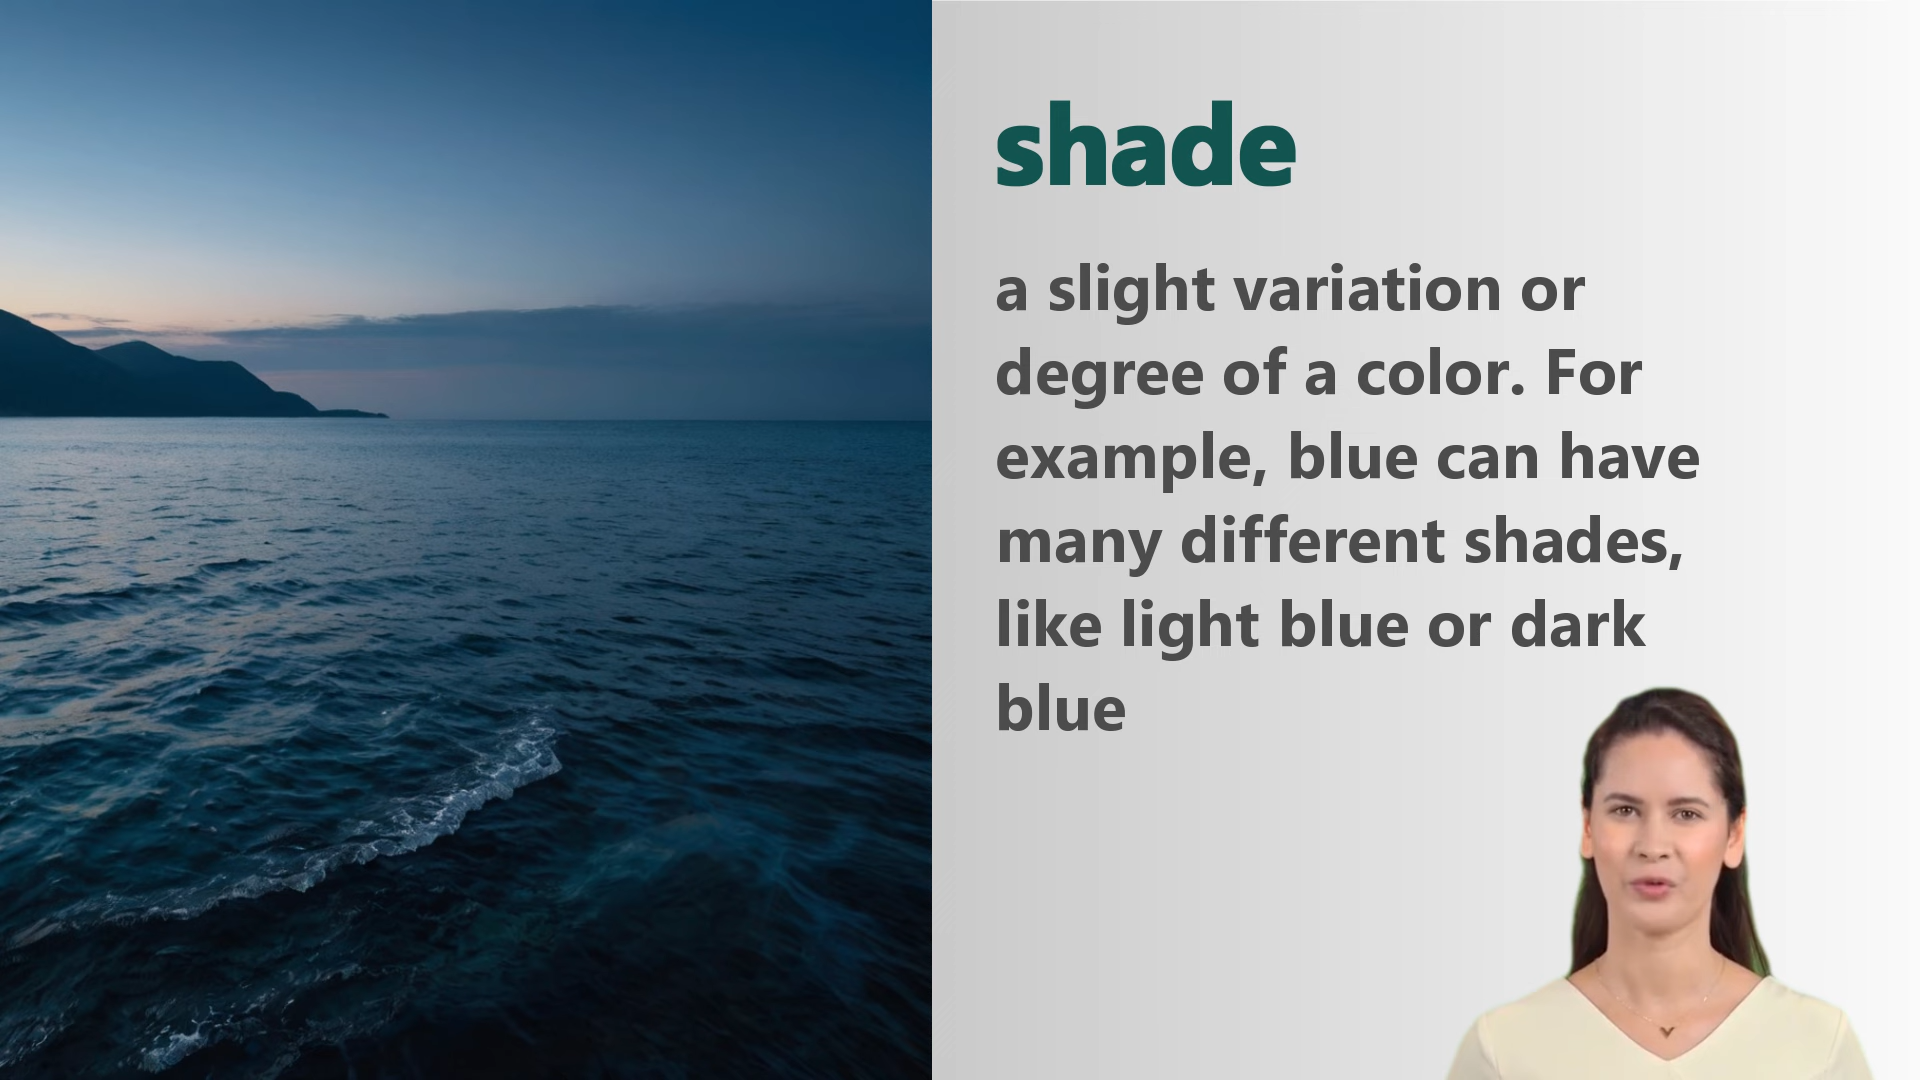 shade
a slight variation or
degree of a color. For
example, blue can have
many different shades,
like light blue or dark
blue